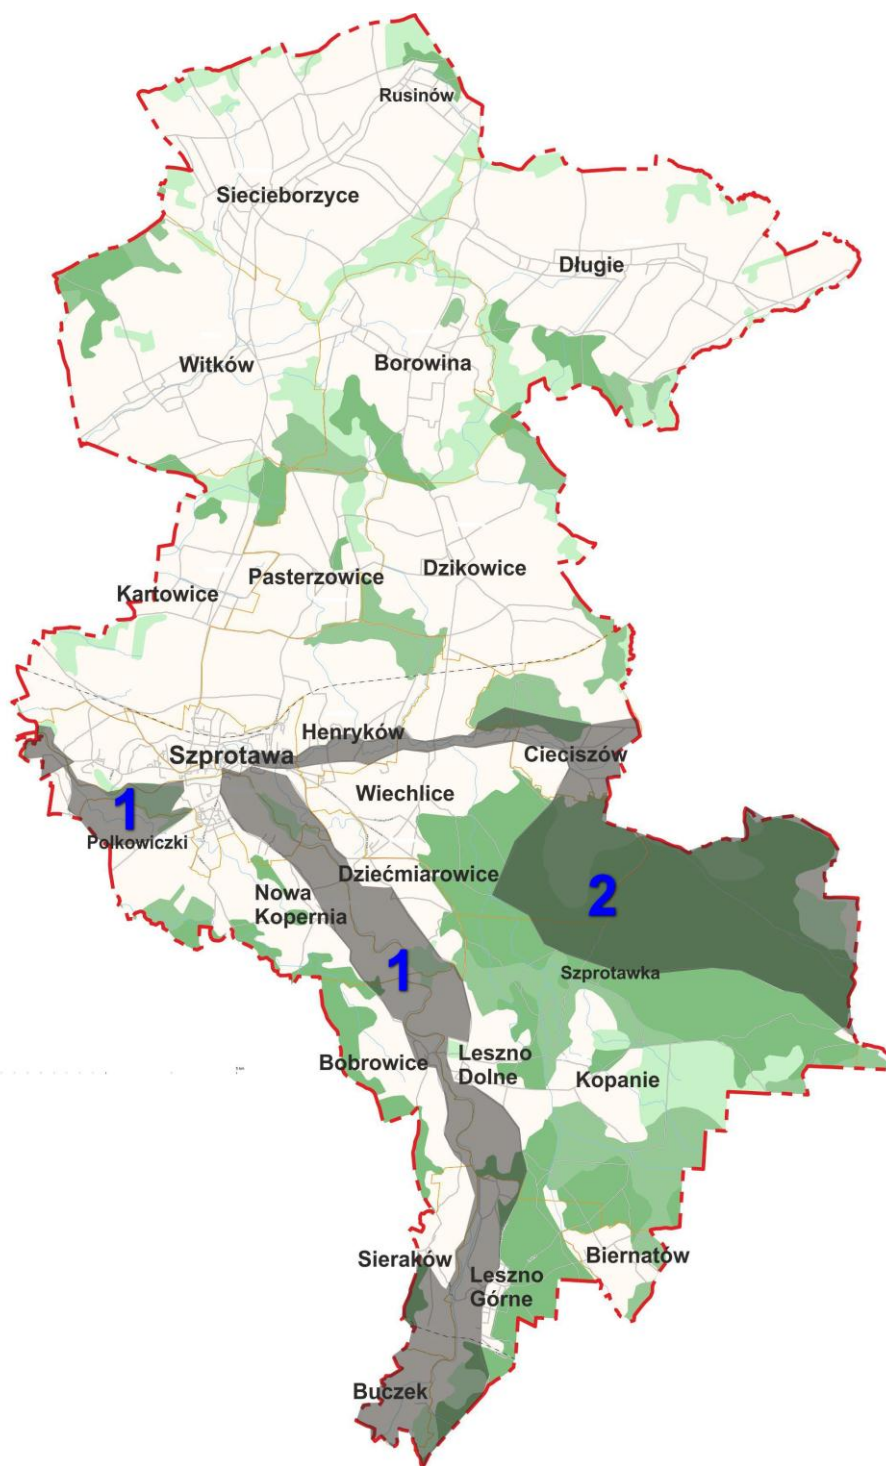 Rusinów
Siecieborzyce
Długie
Witków
Borowina
Dzikowice
Pasterzowice
Kartowice
Henryków
Szprotawa
Cieciszów
Wiechlice
1
Polkowiczki
Dziećmiarowice
Nowa
Kopernia
2
1
Szprotawka
Bobrowice
Leszno
Dolne
Kopanie
Sieraków
Biernatów
Leszno
Górne
Buczek